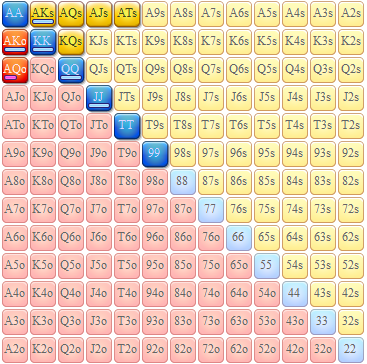 AA AKs AQs AJs ATs A9s A8s A7s A6s A5s A4s A3s A2s
AKo KK KQs KJs KTs K9s K8s K7s K6s K5s K4s K3s K2s
AQo KQo QQ QJs QTs Q9s Q8s Q7s Q6s Q5s Q4s Q3s Q2s
AJo KJo QJo JJ JTs J9s J8s J7s J6s J5s J4s J3s J2s
ATo KTo QTo JTo TT T9s T8s T7s T6s T5s T4s T3s T2s
A9o K9o Q9o J9o T9o 99 98s 97s 96s 95s 94s 93s 92s
A8o K8o Q8o J8o T8o 98o 88 87s 86s 85s 84s 83s 82s
A7o K7o Q7o J7o T7o 97o 87o 77 76s 75s 74s 73s 72s
A6o K6o Q6o J6o T6o 96o 86o 76o 66 65s 64s 63s 62s
A5o K5o Q5o J5o T5o 95o 85o 75o 65o 55 54s 53s 52s
A4o K4o Q4o J4o T4o 94o 84o 74o 64o 54o 44 43s 42s
A3o K3o Q3o J3o T3o 93o 83o 73o 63o 53o 43o 33 32s
A2o K2o Q2o J2o T2o 92o 82o 72o 62o 52o 42o 32o 22